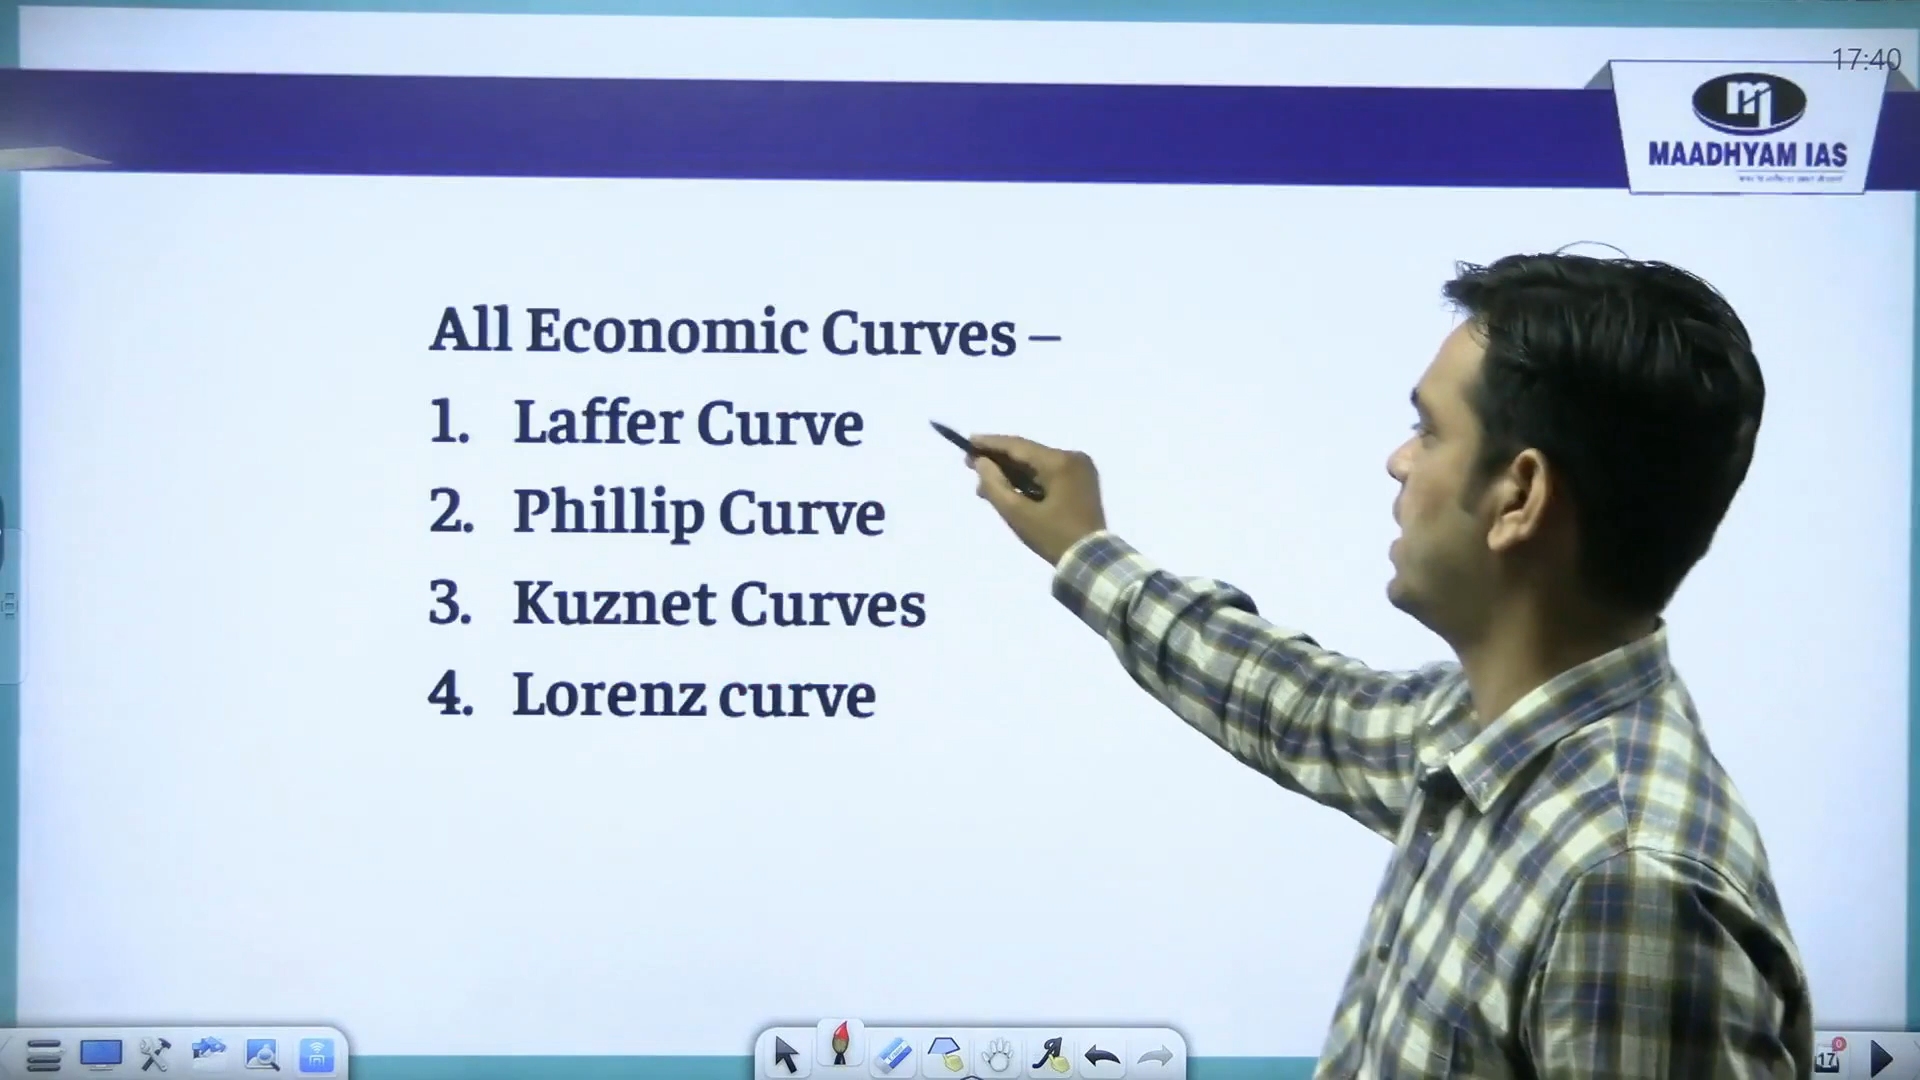 17:40
MAADHYAM IAS
All Economic Curves –
1. Laffer Curve
2. Phillip Curve
3. Kuznet Curves
4. Lorenz curve
17
0